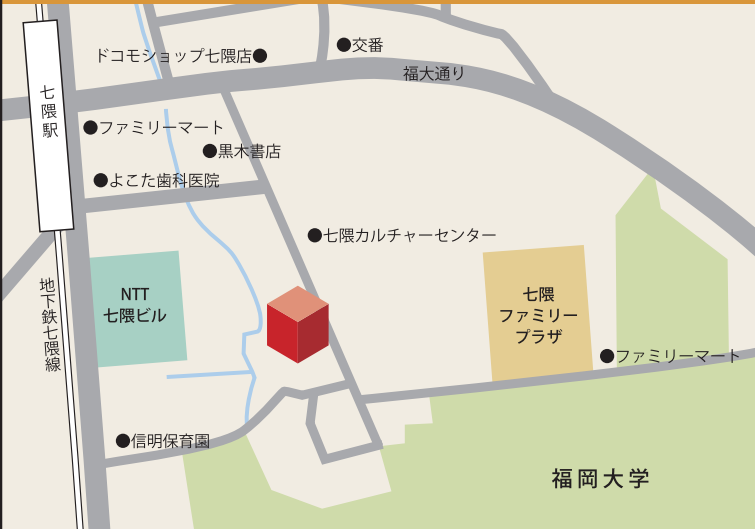 交番
ドコモショップ七隈店
福大通り
七隈駅
ファミリーマート
黒木書店
よこた歯科医院
七隈カルチャーセンター
地下鉄七隈線
NTT
七隈ビル
七隈
ファミリー
プラザ
ファミリーマート
信明保育園
福岡大学